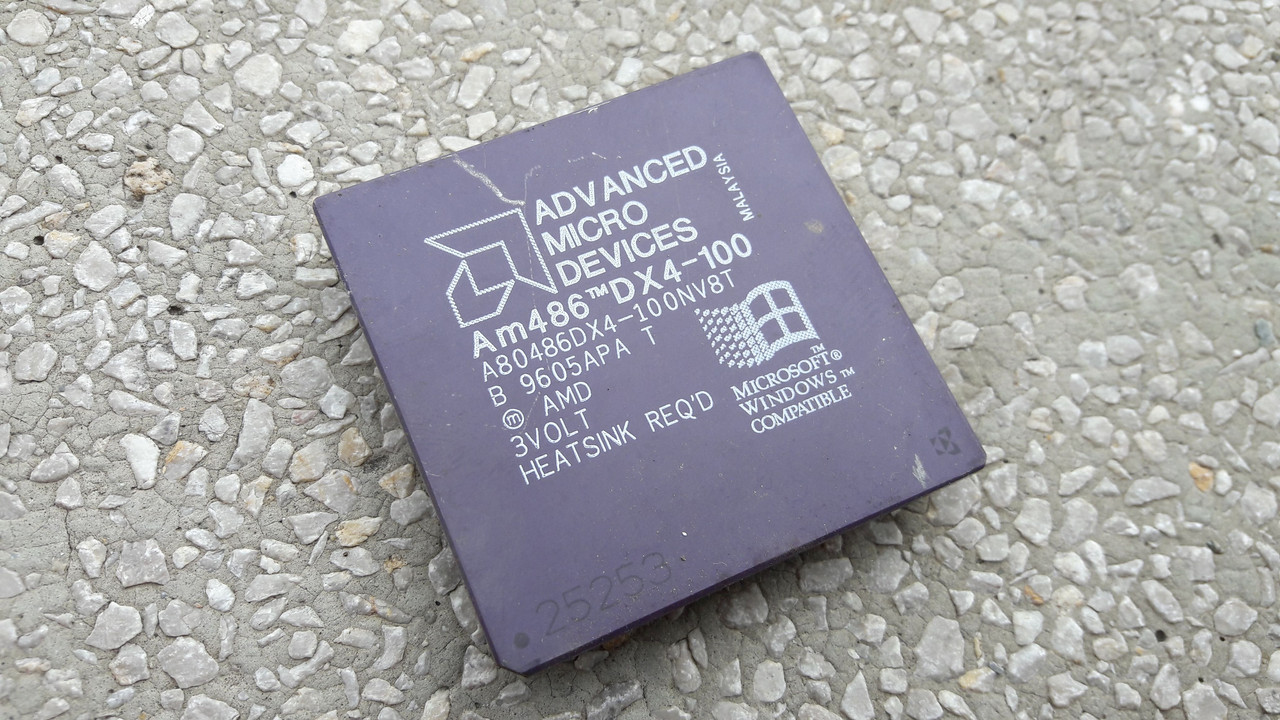 ADVANCED
MICRO
DEVICES
MALAYSIA
Am486™DX4-100
A80486DX4-100NV8T
B 9605APA T
ⓜ AMD
3VOLT
HEATSINK REQ'D
MICROSOFT®
WINDOWS™
COMPATIBLE
25253